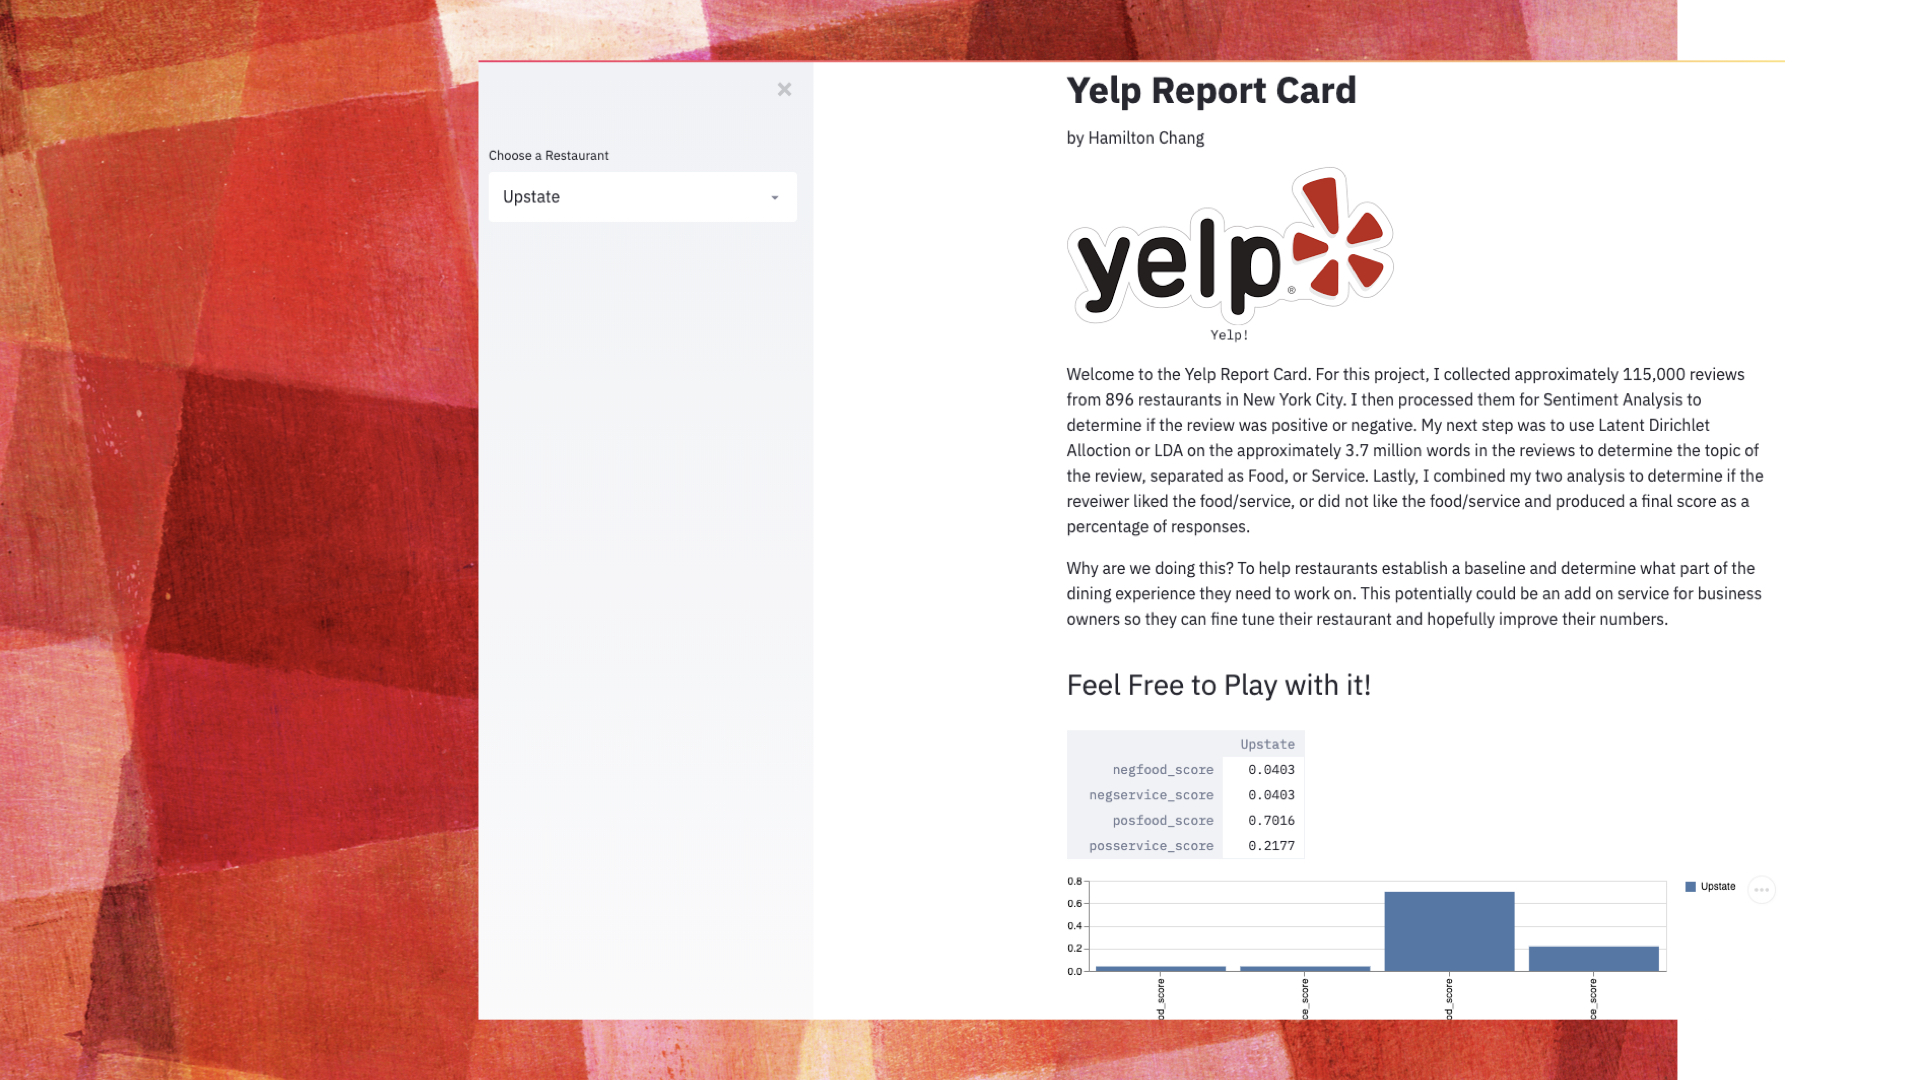 Choose a Restaurant
Upstate
Yelp Report Card
by Hamilton Chang
yelp®
Yelp!
Welcome to the Yelp Report Card. For this project, I collected approximately 115,000 reviews
from 896 restaurants in New York City. I then processed them for Sentiment Analysis to
determine if the review was positive or negative. My next step was to use Latent Dirichlet
Alloction or LDA on the approximately 3.7 million words in the reviews to determine the topic of
the review, separated as Food, or Service. Lastly, I combined my two analysis to determine if the
reveiwer liked the food/service, or did not like the food/service and produced a final score as a
percentage of responses.
Why are we doing this? To help restaurants establish a baseline and determine what part of the
dining experience they need to work on. This potentially could be an add on service for business
owners so they can fine tune their restaurant and hopefully improve their numbers.
Feel Free to Play with it!
Upstate
negfood_score 0.0403
negservice_score 0.0403
posfood_score 0.7016
posservice_score 0.2177
0.8
0.6
0.4
0.2
0.0
Upstate
od_score
ce_score
od_score
ce_score